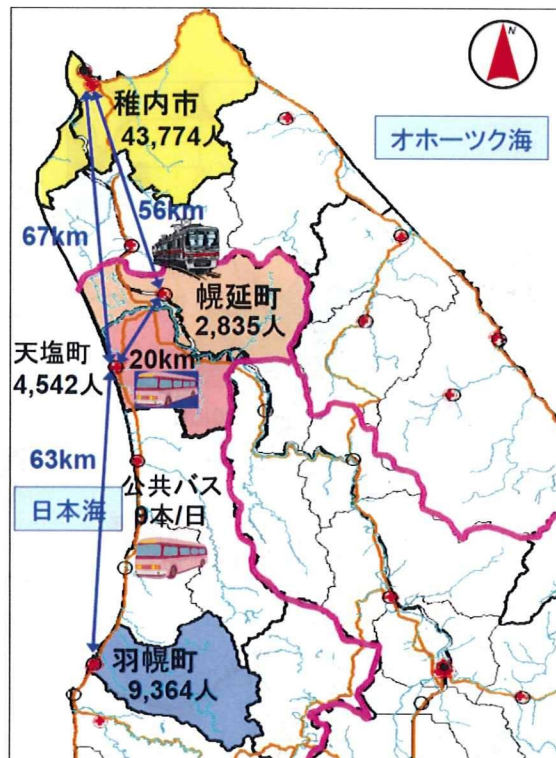 N
稚内市
43,774人
オホーツク海
56km
67km
幌延町
2,835人
天塩町
4,542人
20km
63km
公共バス
9本/日
日本海
羽幌町
9,364人